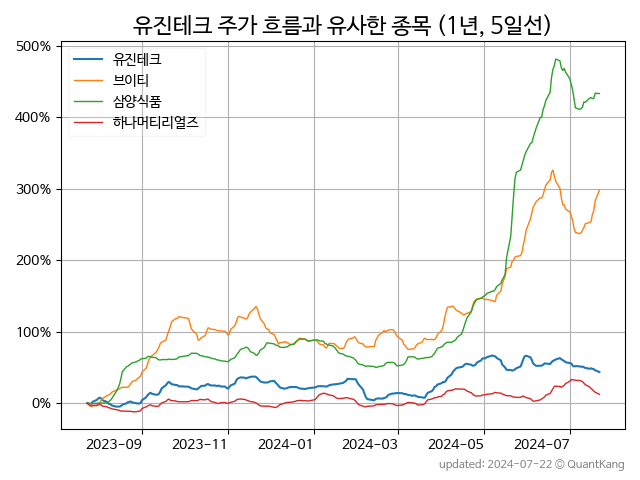 유진테크 주가 흐름과 유사한 종목 (1년, 5일선)
유진테크
브이티
삼양식품
하나머티리얼즈
500%
400%
300%
200%
100%
0%
2023-09 2023-11 2024-01 2024-03 2024-05 2024-07
updated: 2024-07-22 © QuantKang